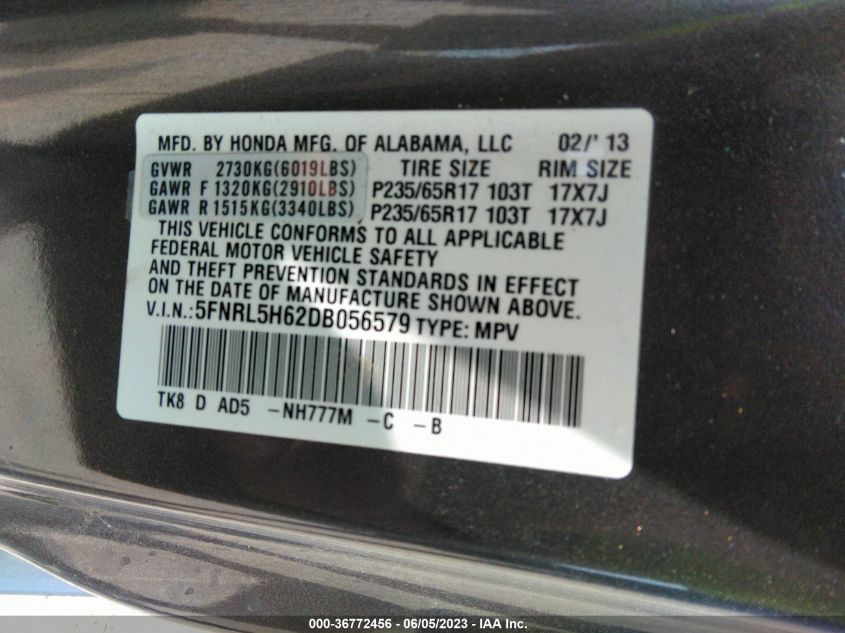 MFD. BY HONDA MFG. OF ALABAMA, LLC 02/' 13
GVWR 2730KG(6019LBS) TIRE SIZE RIM SIZE
GAWR F 1320KG(2910LBS) P235/65R17 103T 17X7J
GAWR R 1515KG(3340LBS) P235/65R17 103T 17X7J
THIS VEHICLE CONFORMS TO ALL APPLICABLE
FEDERAL MOTOR VEHICLE SAFETY
AND THEFT PREVENTION STANDARDS IN EFFECT
ON THE DATE OF MANUFACTURE SHOWN ABOVE.
V.I.N.:5FNRL5H62DB056579 TYPE: MPV
TK8 D AD5 -NH777M -C -B
000-36772456 - 06/05/2023 - IAA Inc.